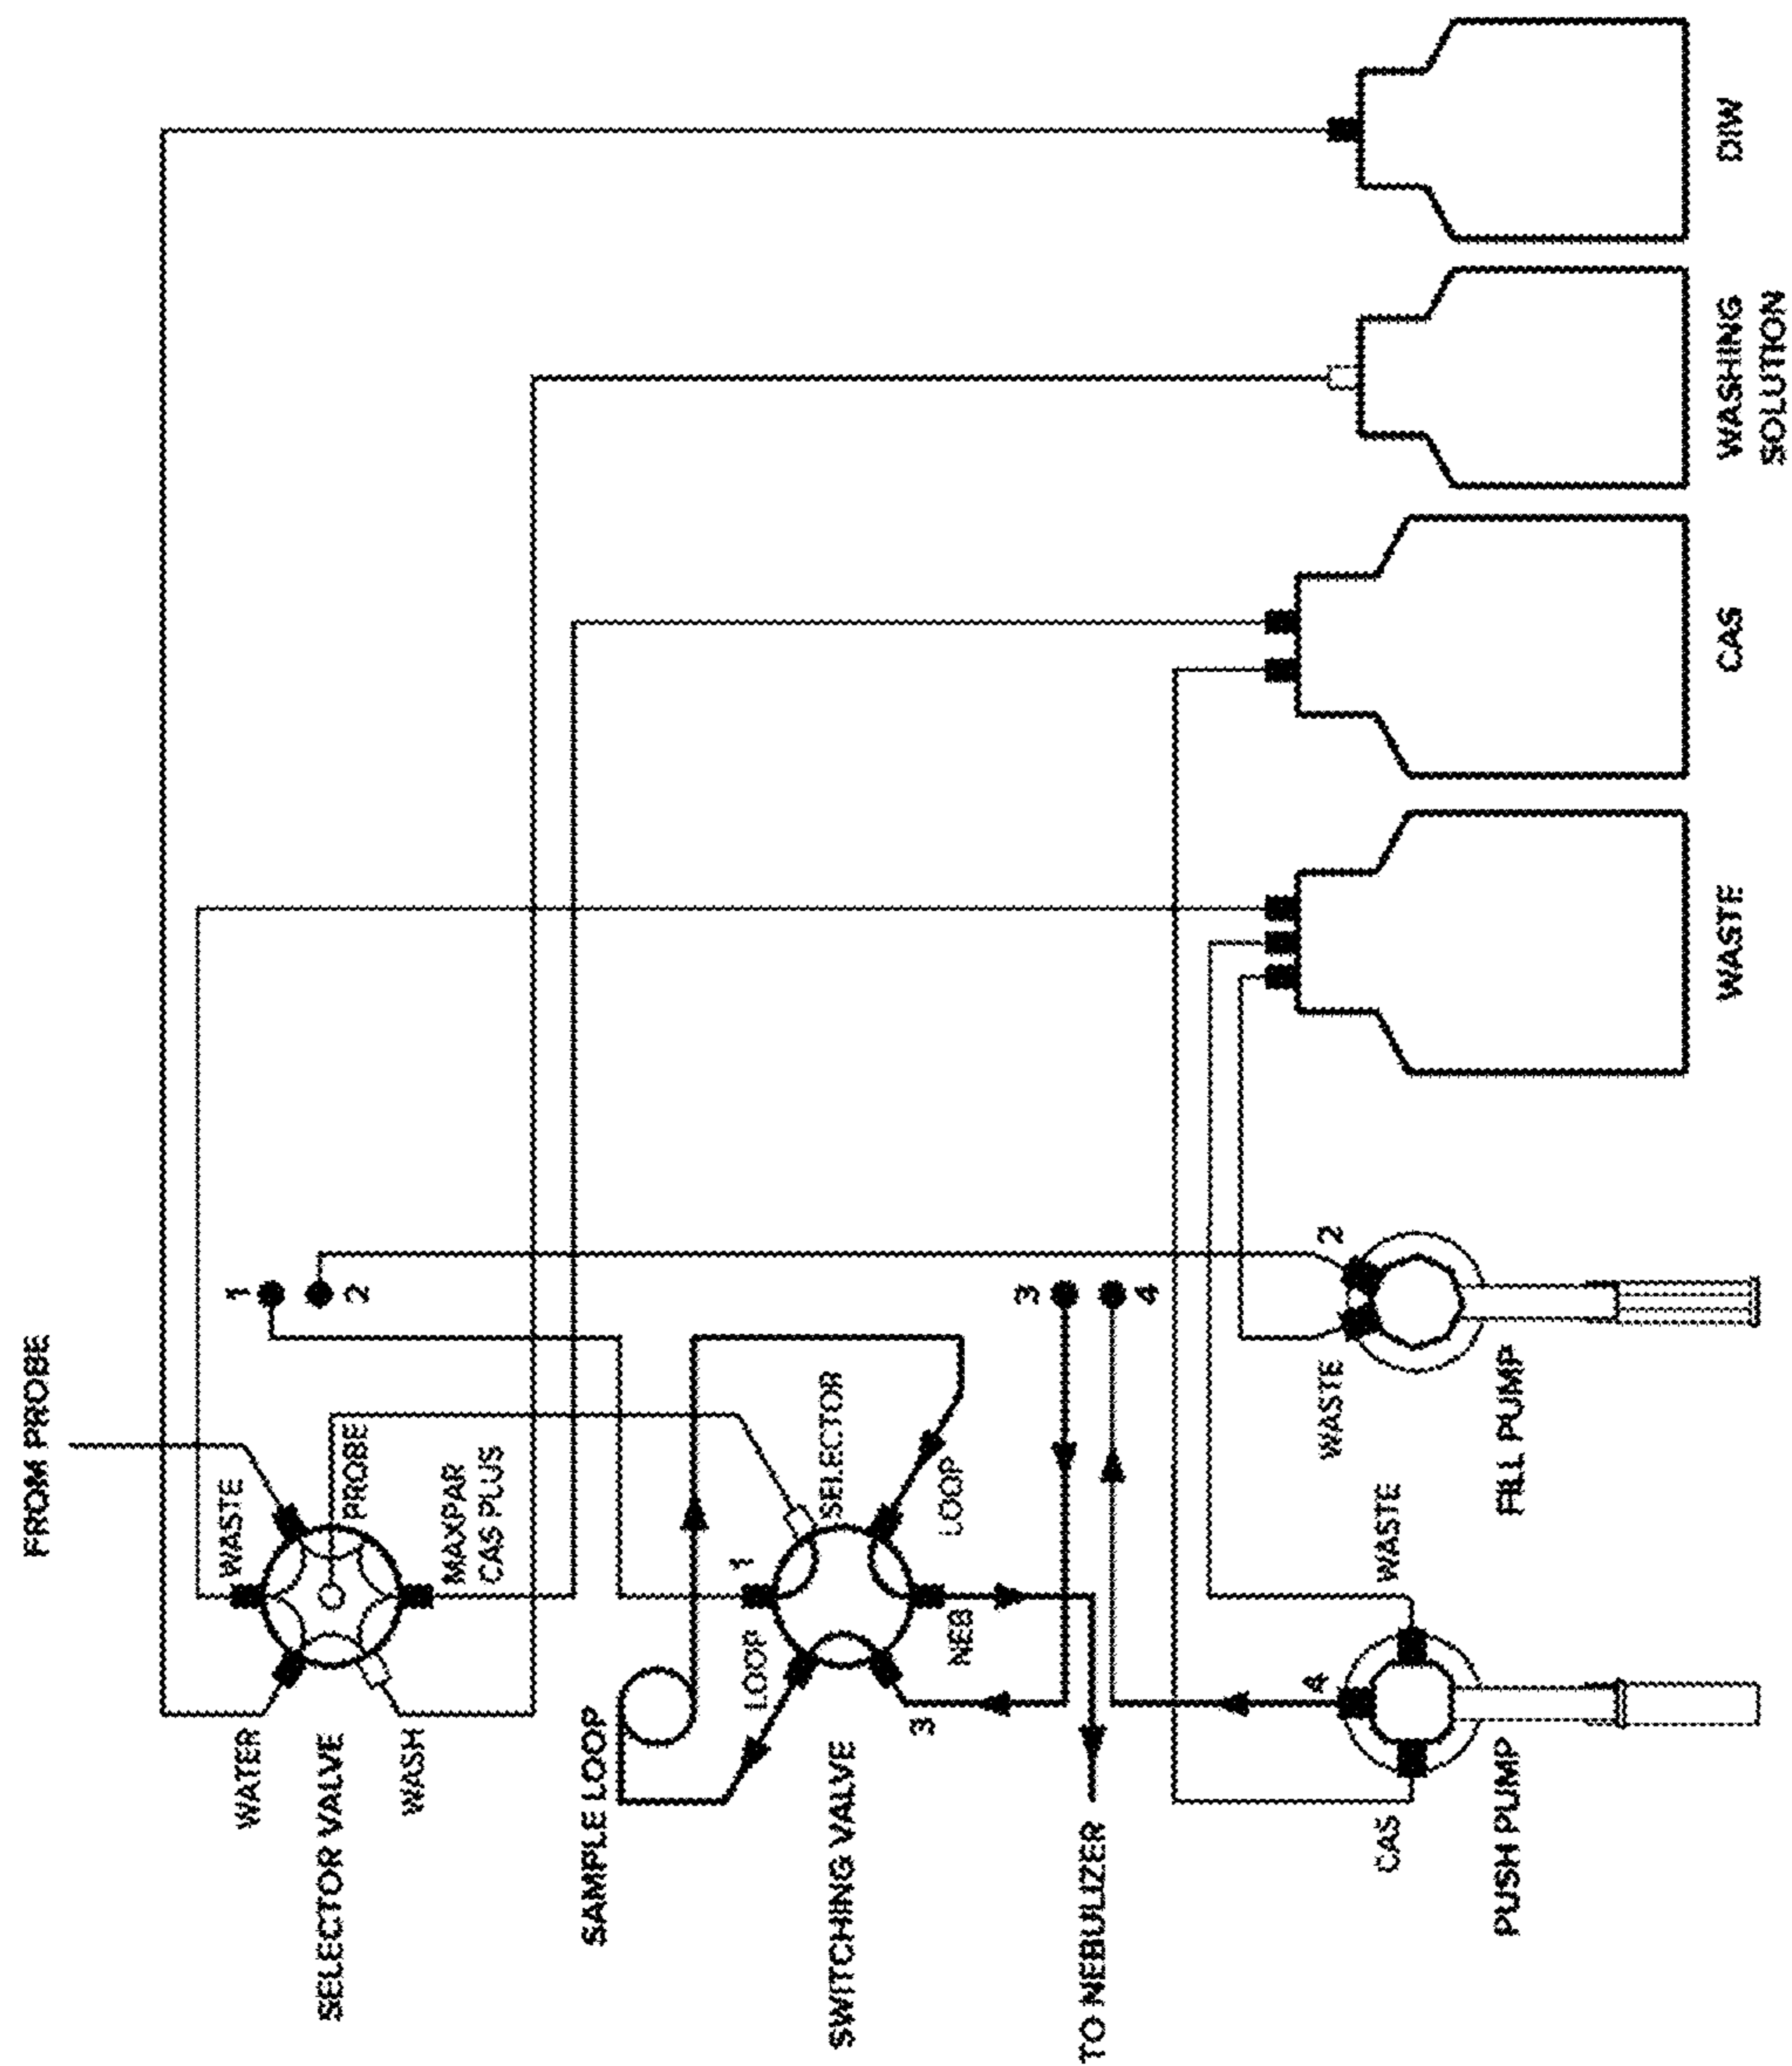 FROM PROBE
WASTE
PROBE
WATER
MAXPAR
CAS PLUS
SELECTOR VALVE
WASH
1
2
SAMPLE LOOP
1
SELECTOR
LOOP
LOOP
NEB
3
SWITCHING VALVE
3
4
TO NEBULIZER
4
WASTE
CAS
PUSH PUMP
2
WASTE
FILL PUMP
WASTE
CAS
WASHING
SOLUTION
DIW